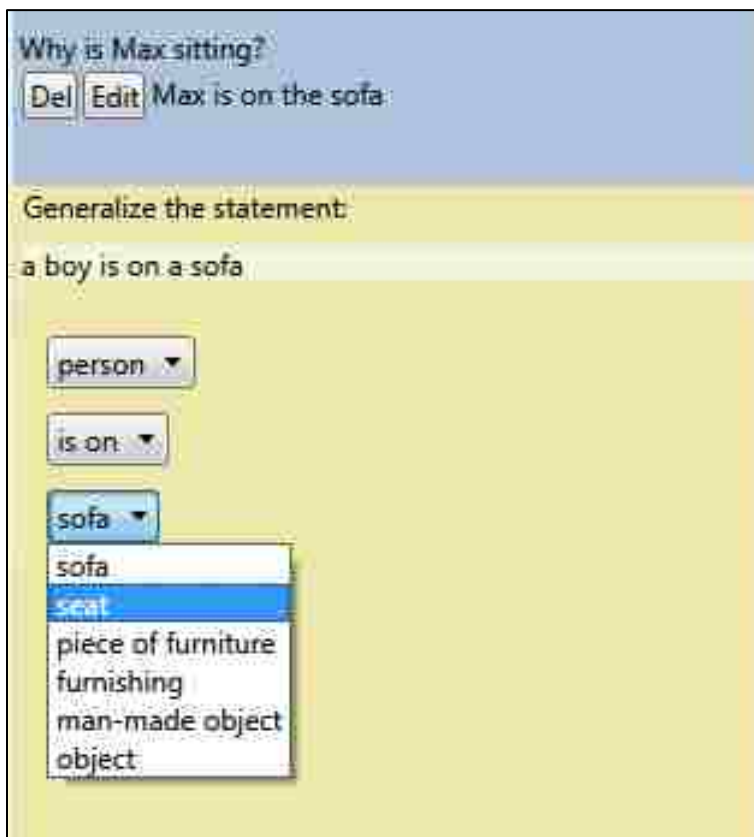 Why is Max sitting?
Del Edit Max is on the sofa
Generalize the statement:
a boy is on a sofa
person
is on
sofa
sofa
seat
piece of furniture
furnishing
man-made object
object